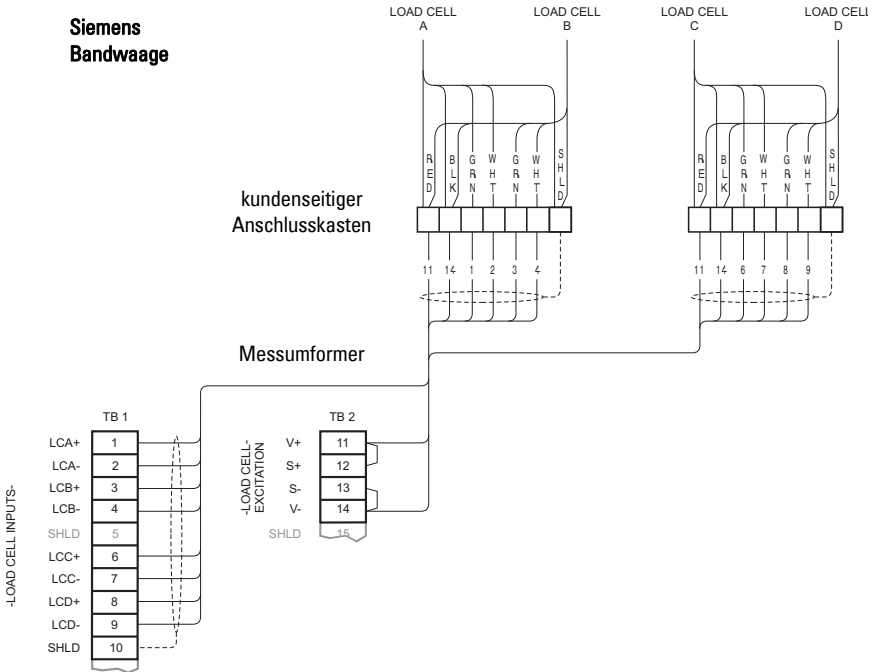 Siemens
Bandwaage
LOAD CELL
A
LOAD CELL
B
LOAD CELL
C
LOAD CELL
D
RED
BLK
GRN
WHT
GRN
WHT
SHLD
RED
BLK
GRN
WHT
GRN
WHT
SHLD
kundenseitiger
Anschlusskasten
11 14 1 2 3 4
11 14 6 7 8 9
Messumformer
-LOAD CELL INPUTS-
TB 1
LCA+ 1
LCA- 2
LCB+ 3
LCB- 4
SHLD 5
LCC+ 6
LCC- 7
LCD+ 8
LCD- 9
SHLD 10
-LOAD CELL-
EXCITATION
TB 2
V+ 11
S+ 12
S- 13
V- 14
SHLD 15